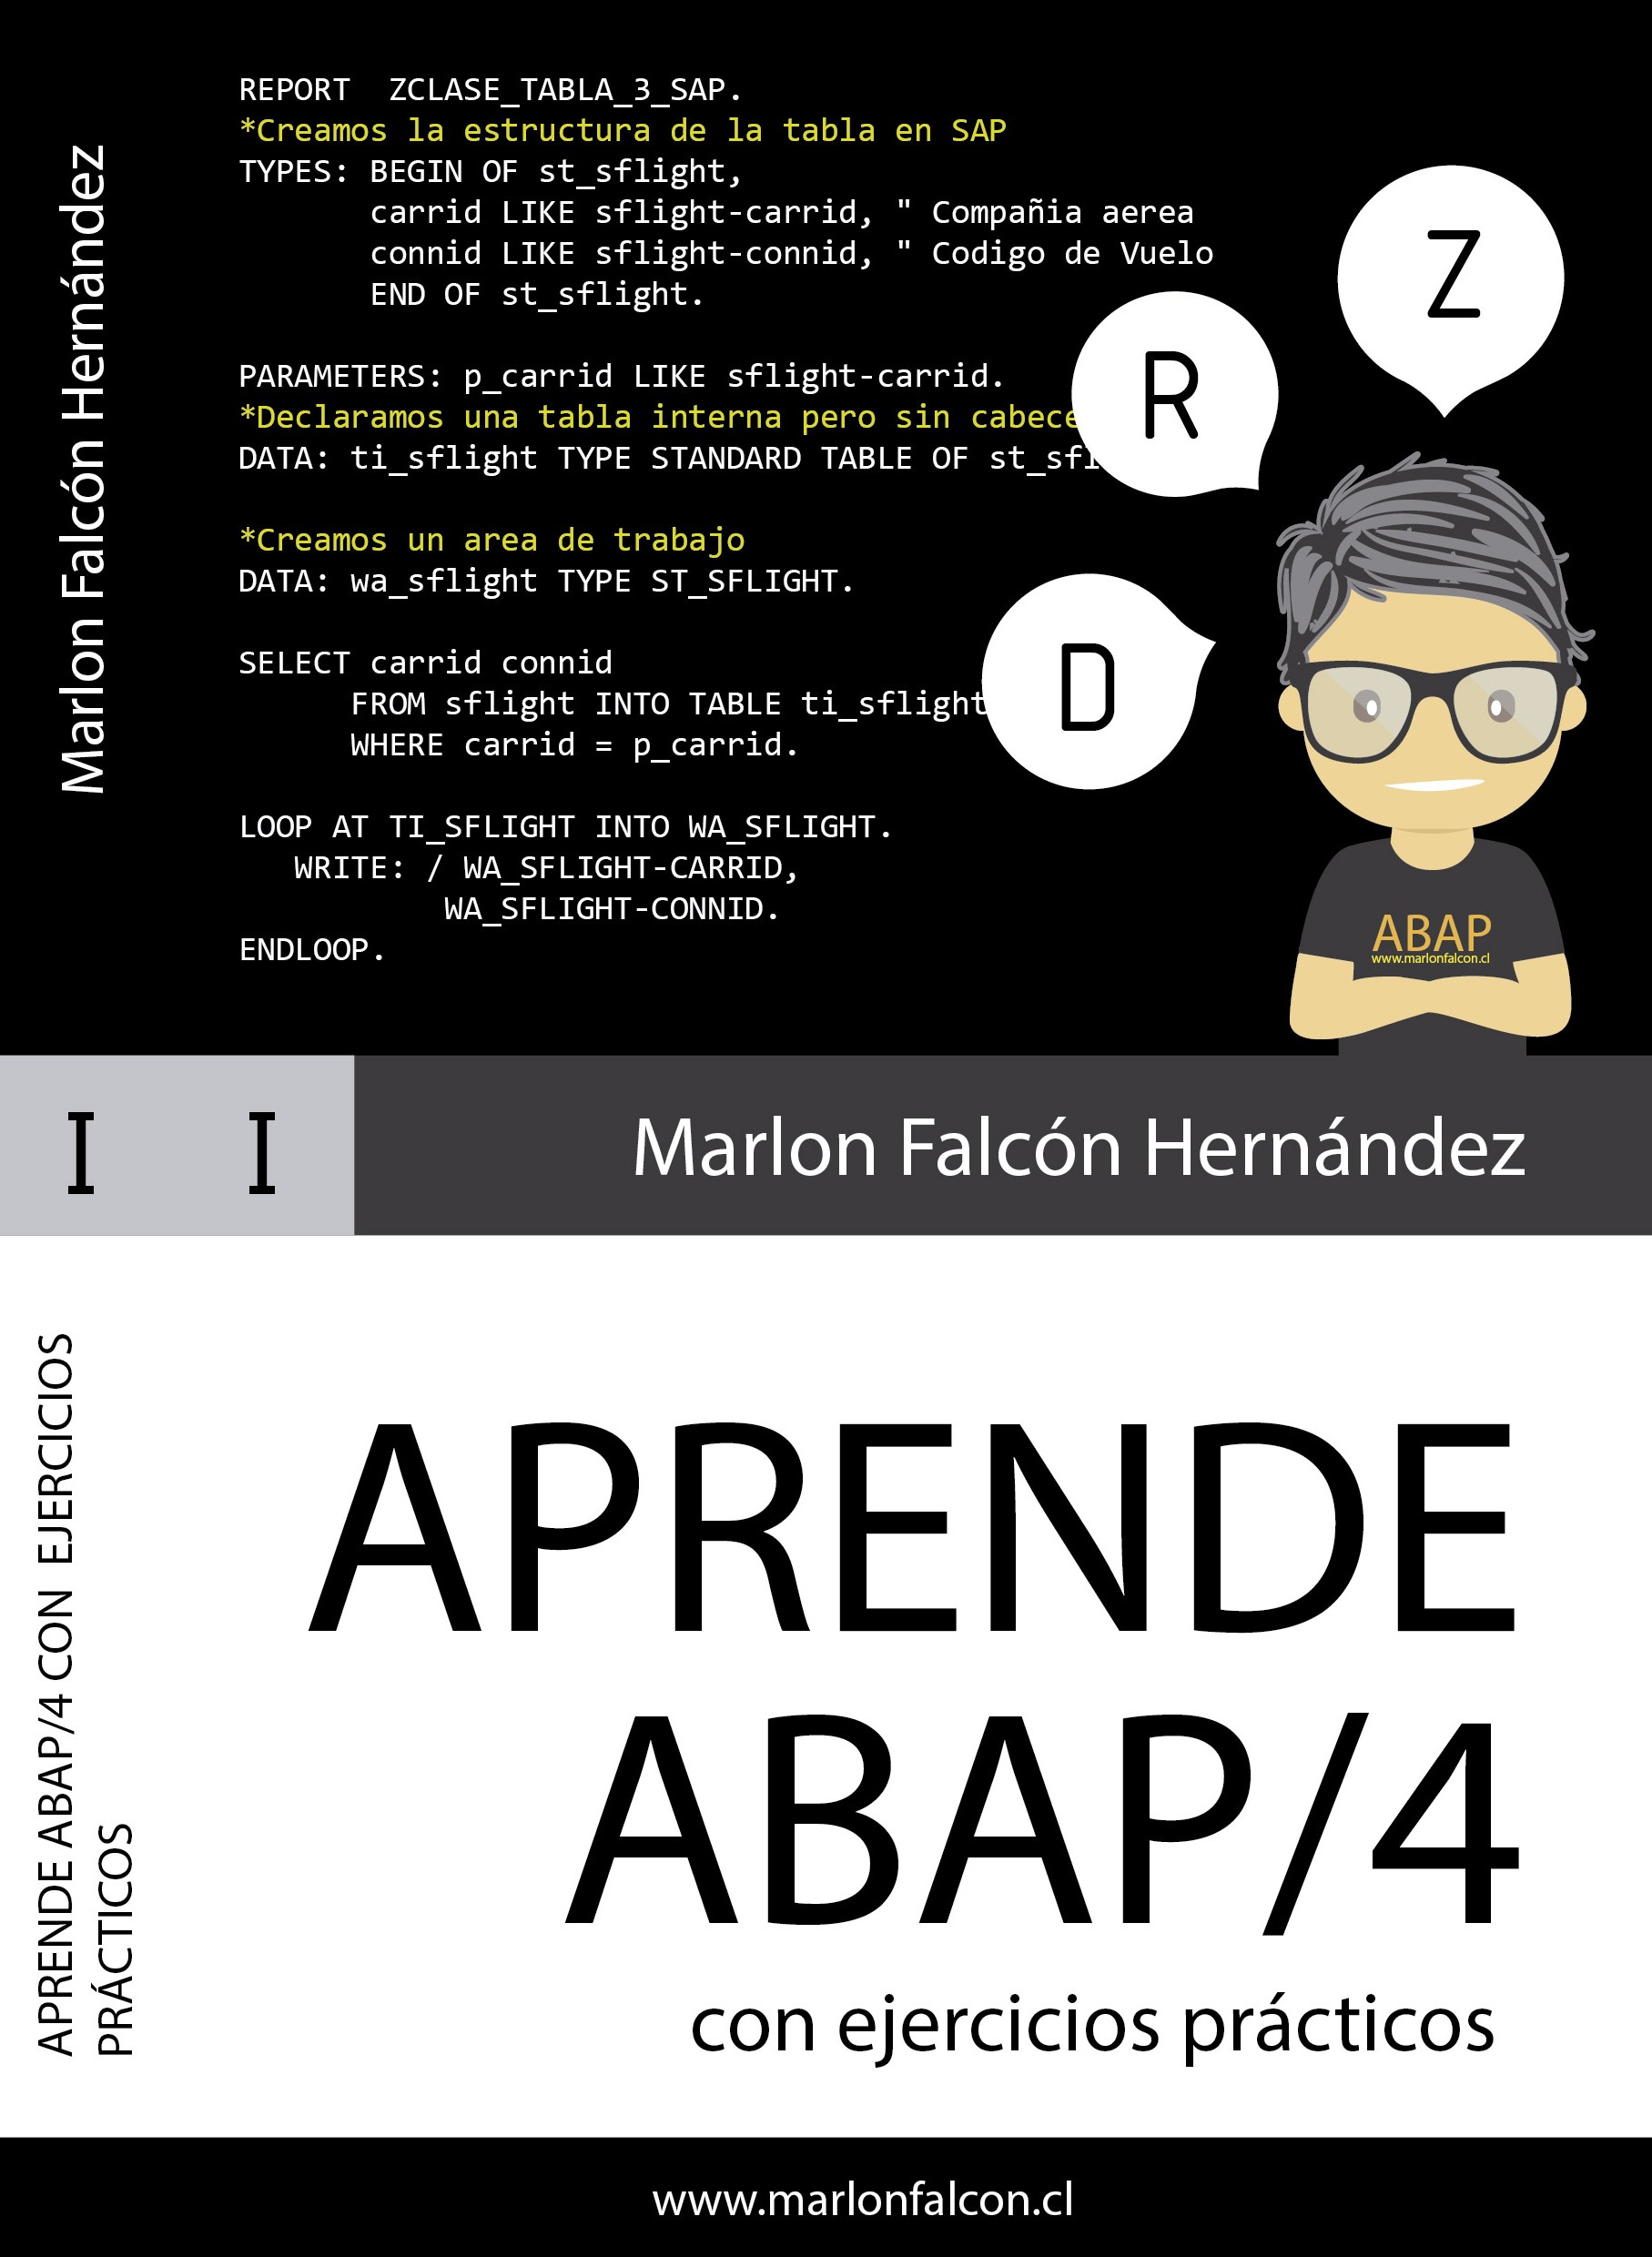 Marlon Falcón Hernández
REPORT  ZCLASE_TABLA_3_SAP.
*Creamos la estructura de la tabla en SAP
TYPES: BEGIN OF st_sflight,
carrid LIKE sflight-carrid, " Compañia aerea
connid LIKE sflight-connid, " Codigo de Vuelo
END OF st_sflight.
PARAMETERS: p_carrid LIKE sflight-carrid.
*Declaramos una tabla interna pero sin
DATA: ti_sflight TYPE STANDARD TABLE OF
*Creamos un area de trabajo
DATA: wa_sflight TYPE ST_SFLIGHT.
SELECT carrid connid
FROM sflight INTO TABLE ti_sflight
WHERE carrid = p_carrid.
LOOP AT TI_SFLIGHT INTO WA_SFLIGHT.
WRITE: / WA_SFLIGHT-CARRID,
WA_SFLIGHT-CONNID.
ENDLOOP.
Z
R
D
ABAP
www.marlonfalcon.cl
I I
Marlon Falcón Hernández
APRENDE ABAP/4 CON EJERCICIOS
PRÁCTICOS
APRENDE
ABAP/4
con ejercicios prácticos
www.marlonfalcon.cl